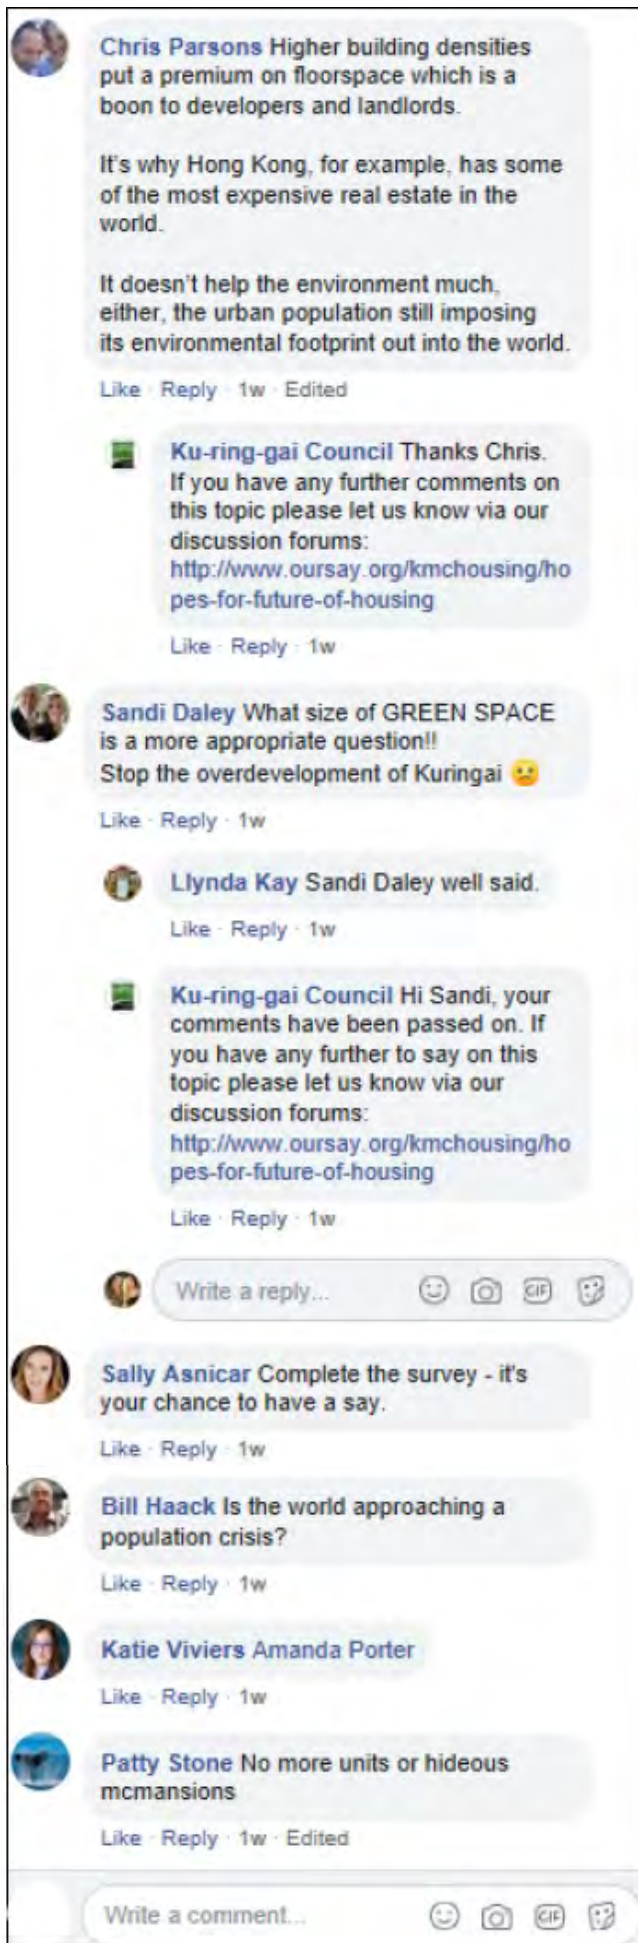 Chris Parsons Higher building densities
put a premium on floorspace which is a
boon to developers and landlords.
It's why Hong Kong, for example, has some
of the most expensive real estate in the
world.
It doesn't help the environment much,
either, the urban population still imposing
its environmental footprint out into the world.
Like · Reply · 1w · Edited
Ku-ring-gai Council Thanks Chris.
If you have any further comments on
this topic please let us know via our
discussion forums:
http://www.oursay.org/kmchousing/ho
pes-for-future-of-housing
Like · Reply · 1w
Sandi Daley What size of GREEN SPACE
is a more appropriate question!!
Stop the overdevelopment of Kuringai
Like · Reply · 1w
Llynda Kay Sandi Daley well said.
Like · Reply · 1w
Ku-ring-gai Council Hi Sandi, your
comments have been passed on. If
you have any further to say on this
topic please let us know via our
discussion forums:
http://www.oursay.org/kmchousing/ho
pes-for-future-of-housing
Like · Reply · 1w
Write a reply... GIF
Sally Asnicar Complete the survey - it's
your chance to have a say.
Like · Reply · 1w
Bill Haack Is the world approaching a
population crisis?
Like · Reply · 1w
Katie Viviers Amanda Porter
Like · Reply · 1w
Patty Stone No more units or hideous
mcmansions
Like · Reply · 1w · Edited
Write a comment... GIF